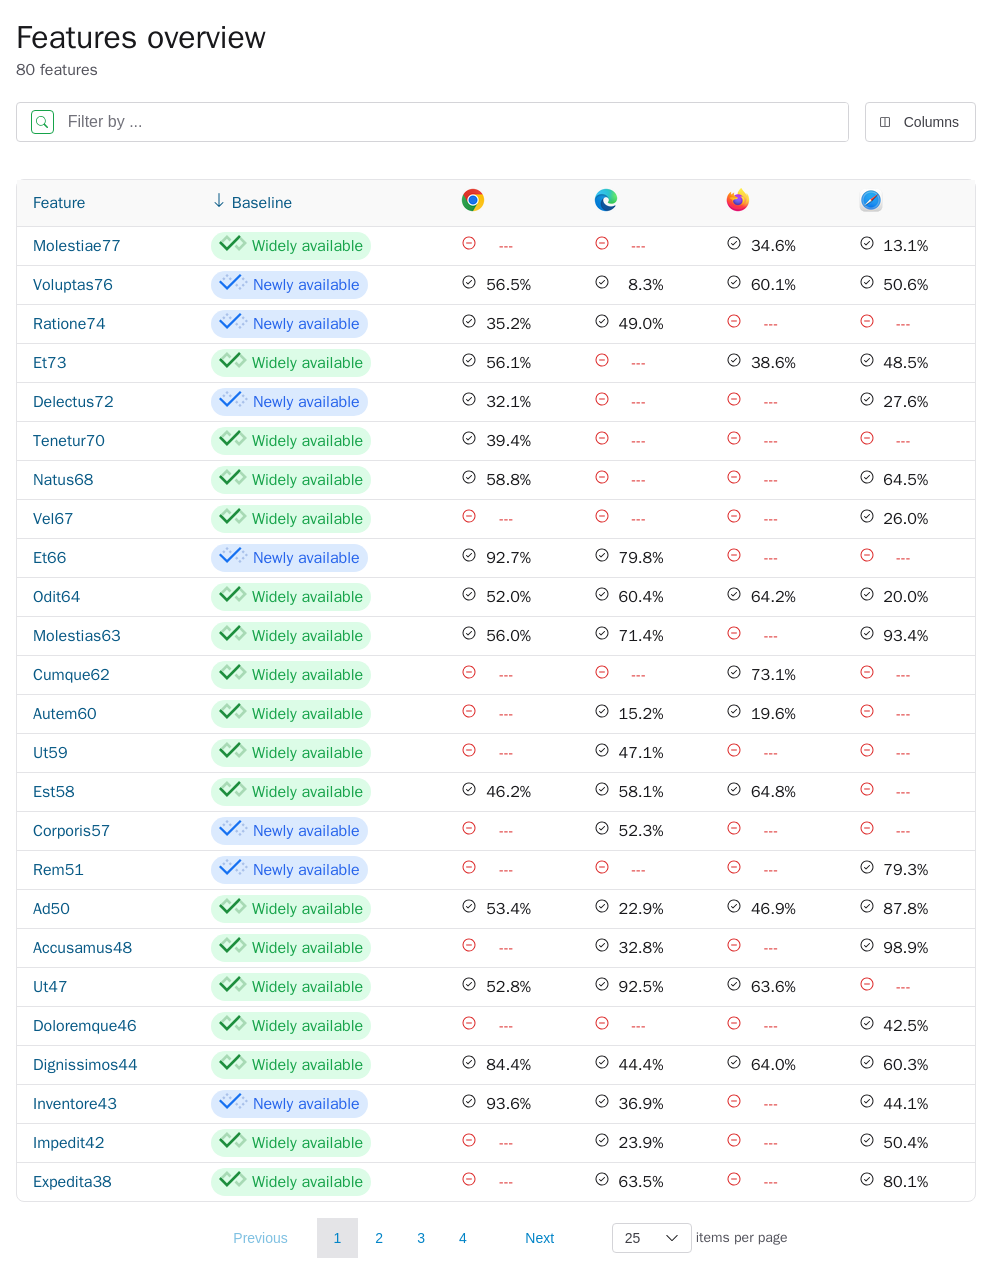 Features overview
80 features
Filter by ...
Columns
Feature Baseline
Molestiae77 Widely available --- --- 34.6% 13.1%
Voluptas76 Newly available 56.5% 8.3% 60.1% 50.6%
Ratione74 Newly available 35.2% 49.0% --- ---
Et73 Widely available 56.1% --- 38.6% 48.5%
Delectus72 Newly available 32.1% --- --- 27.6%
Tenetur70 Widely available 39.4% --- --- ---
Natus68 Widely available 58.8% --- --- 64.5%
Vel67 Widely available --- --- --- 26.0%
Et66 Newly available 92.7% 79.8% --- ---
Odit64 Widely available 52.0% 60.4% 64.2% 20.0%
Molestias63 Widely available 56.0% 71.4% --- 93.4%
Cumque62 Widely available --- --- 73.1% ---
Autem60 Widely available --- 15.2% 19.6% ---
Ut59 Widely available --- 47.1% --- ---
Est58 Widely available 46.2% 58.1% 64.8% ---
Corporis57 Newly available --- 52.3% --- ---
Rem51 Newly available --- --- --- 79.3%
Ad50 Widely available 53.4% 22.9% 46.9% 87.8%
Accusamus48 Widely available --- 32.8% --- 98.9%
Ut47 Widely available 52.8% 92.5% 63.6% ---
Doloremque46 Widely available --- --- --- 42.5%
Dignissimos44 Widely available 84.4% 44.4% 64.0% 60.3%
Inventore43 Newly available 93.6% 36.9% --- 44.1%
Impedit42 Widely available --- 23.9% --- 50.4%
Expedita38 Widely available --- 63.5% --- 80.1%
Previous 1 2 3 4 Next 25 items per page